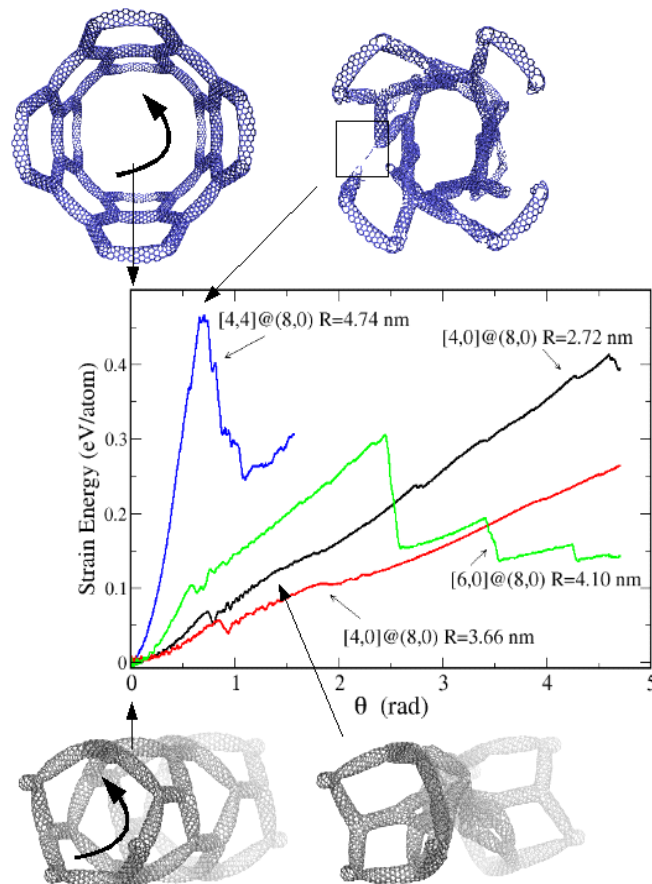 [4,4]@(8,0) R=4.74 nm
[4,0]@(8,0) R=2.72 nm
0.4
0.3
0.2
0.1
0
Strain Energy (eV/atom)
[6,0]@(8,0) R=4.10 nm
[4,0]@(8,0) R=3.66 nm
0 1 2 3 4 5
θ (rad)